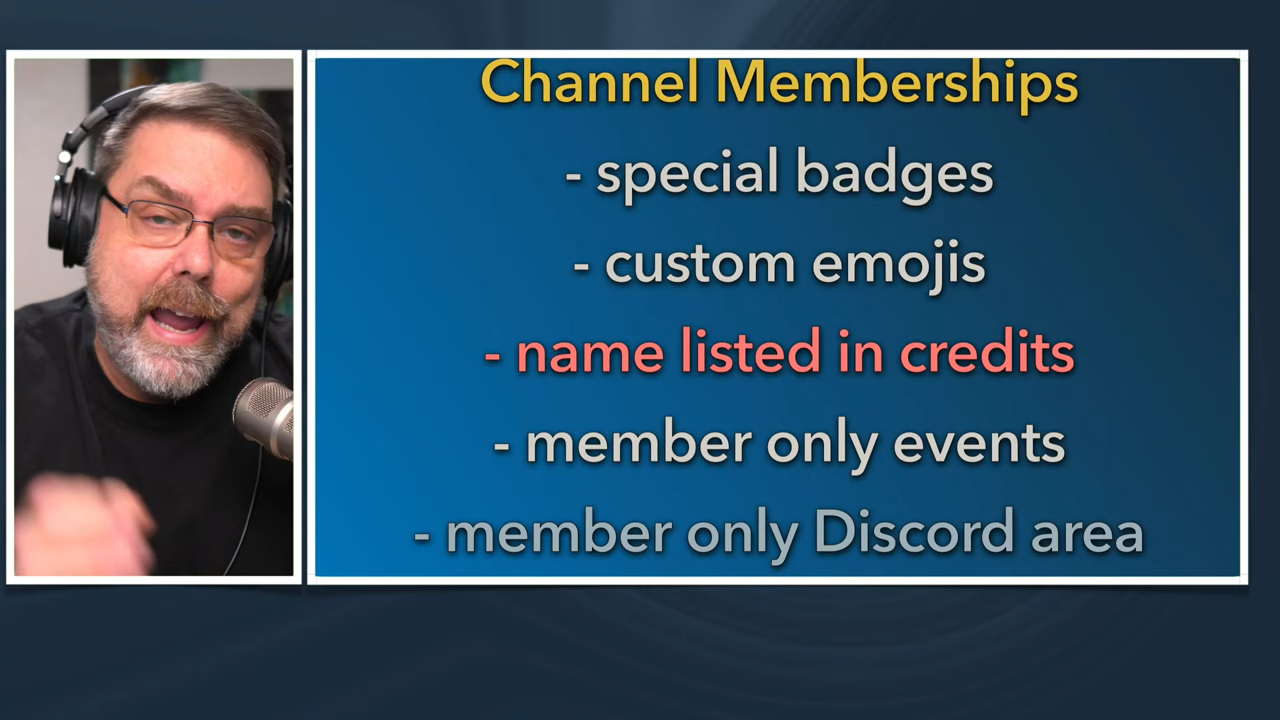 Channel Memberships
- special badges
- custom emojis
- name listed in credits
- member only events
- member only Discord area